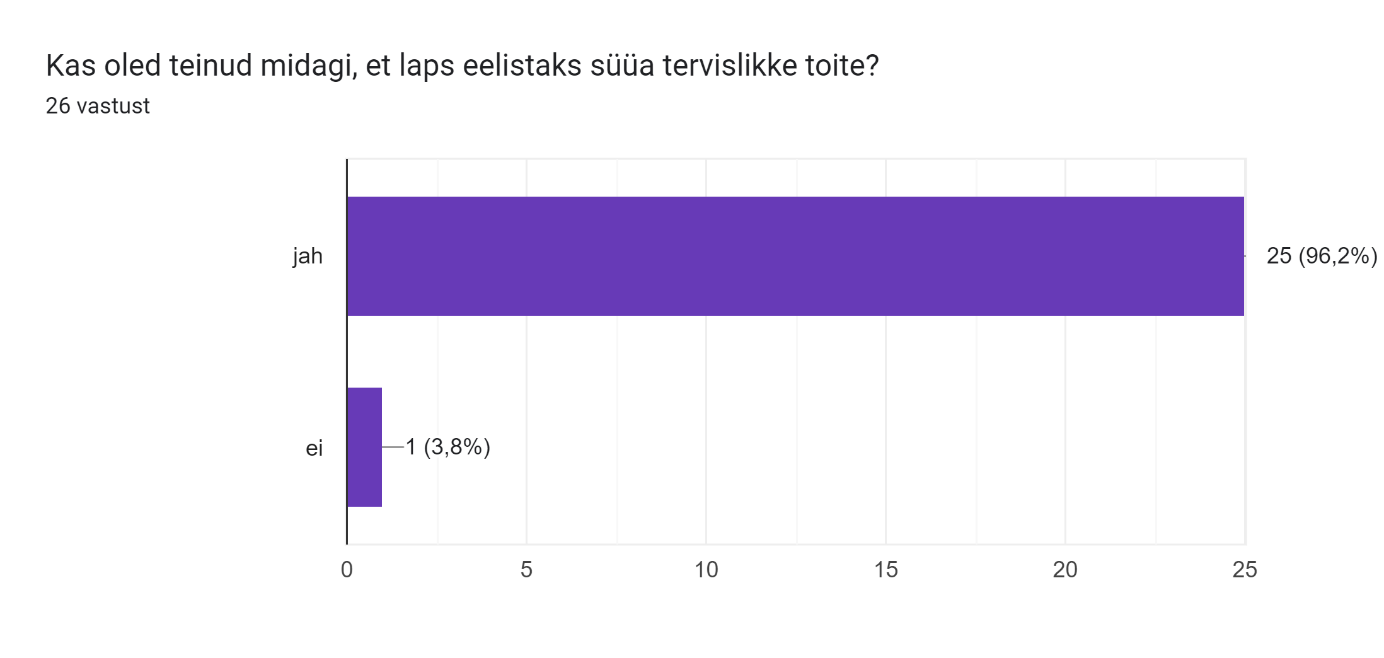 Kas oled teinud midagi, et laps eelistaks süüa tervislikke toite?
26 vastust
jah
25 (96,2%)
ei
1 (3,8%)
0 5 10 15 20 25